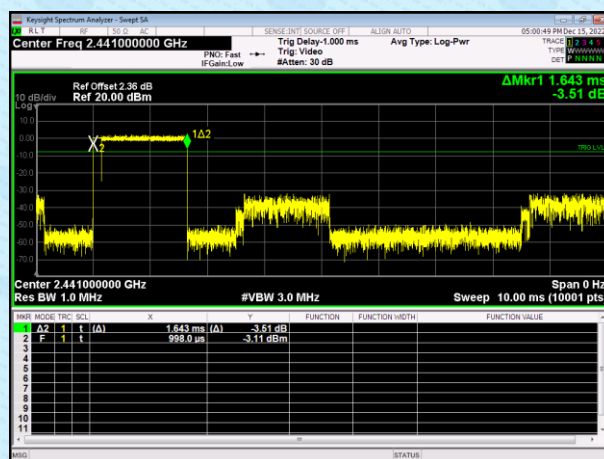 Keysight Spectrum Analyzer - Swept SA
R L T RF 50 Ω AC SENSE:INT SOURCE OFF ALIGN AUTO 05:00:49 PM Dec 15, 2022
Center Freq 2.441000000 GHz
PNO: Fast
IFGain:Low
Trig Delay-1.000 ms
Trig: Video
#Atten: 30 dB
Avg Type: Log-Pwr
TRACE 1 2 3 4 5
TYPE W
DET P N N N N
ΔMkr1 1.643 ms
-3.51 dB
Ref Offset 2.36 dB
10 dB/div Ref 20.00 dBm
Log
10.0
0.00
-10.0
-20.0
-30.0
-40.0
-50.0
-60.0
-70.0
X2
1Δ2
TRIG LVL
Center 2.441000000 GHz Span 0 Hz
Res BW 1.0 MHz #VBW 3.0 MHz Sweep 10.00 ms (10001 pts
MKR MODE TRC SCL X Y FUNCTION FUNCTION WIDTH FUNCTION VALUE
1 Δ2 1 t (Δ) 1.643 ms (Δ) -3.51 dB
2 F 1 t 998.0 µs -3.11 dBm
3
4
5
6
7
8
9
10
11
MSG STATUS